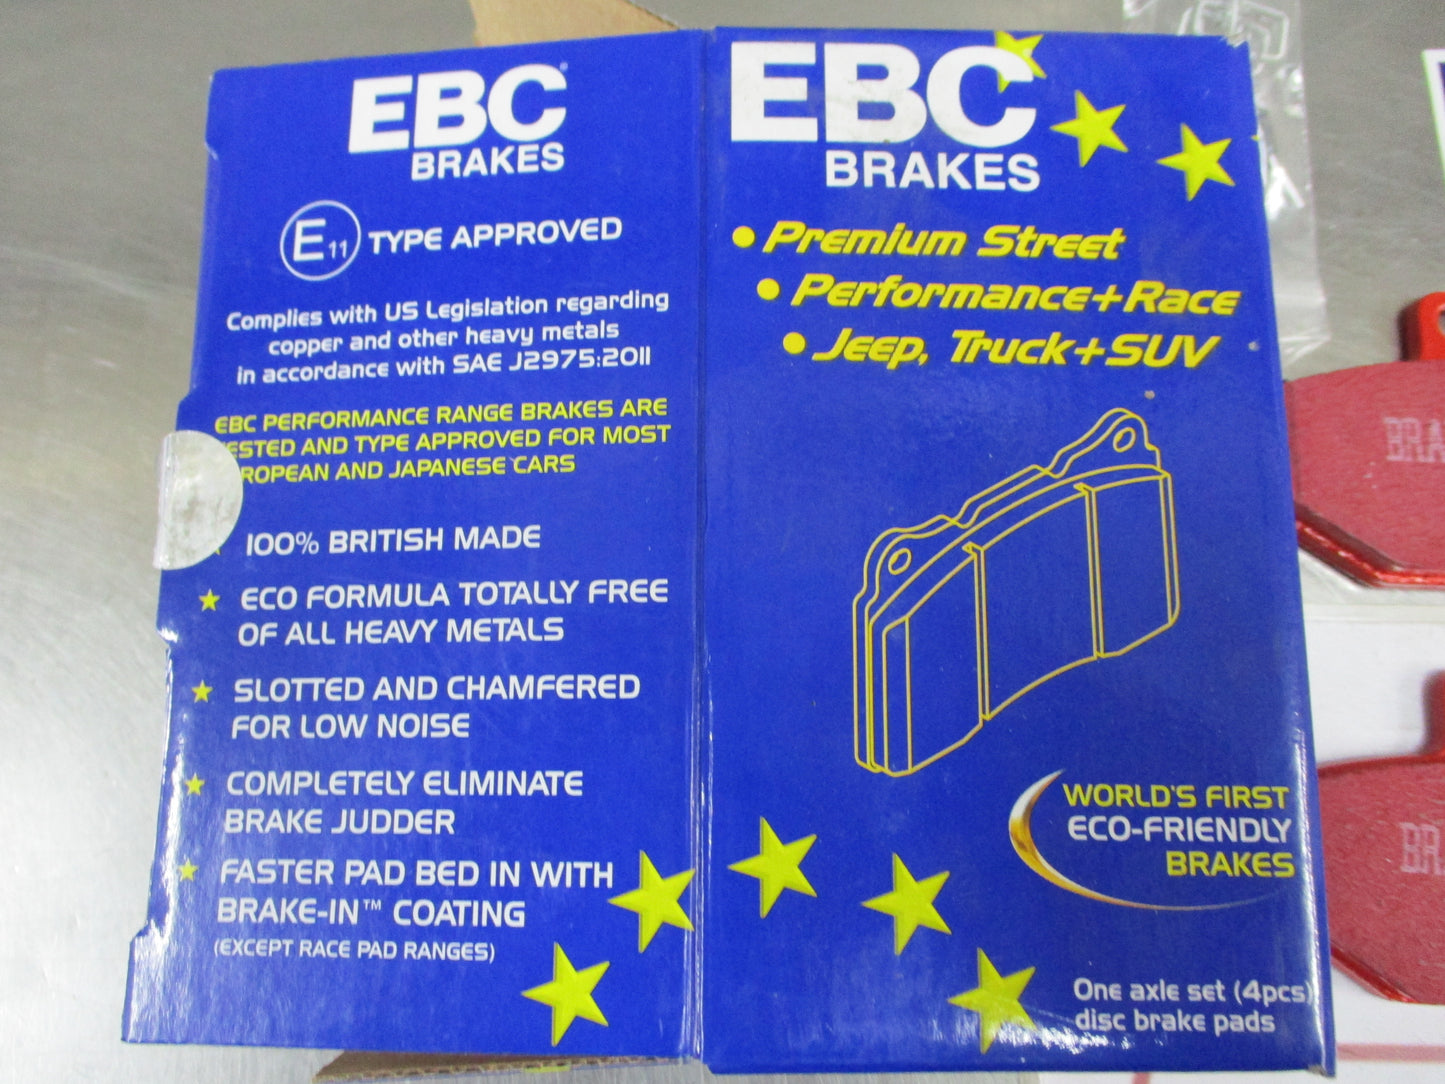 EBC®
BRAKES
E11 TYPE APPROVED
Complies with US Legislation regarding
copper and other heavy metals
in accordance with SAE J2975:2011
EBC PERFORMANCE RANGE BRAKES ARE
TESTED AND TYPE APPROVED FOR MOST
EUROPEAN AND JAPANESE CARS
100% BRITISH MADE
ECO FORMULA TOTALLY FREE
OF ALL HEAVY METALS
SLOTTED AND CHAMFERED
FOR LOW NOISE
COMPLETELY ELIMINATE
BRAKE JUDDER
FASTER PAD BED IN WITH
BRAKE-IN™ COATING
(EXCEPT RACE PAD RANGES)
EBC
BRAKES
• Premium Street
• Performance+Race
• Jeep, Truck+SUV
WORLD'S FIRST
ECO-FRIENDLY
BRAKES
One axle set (4pcs)
disc brake pads